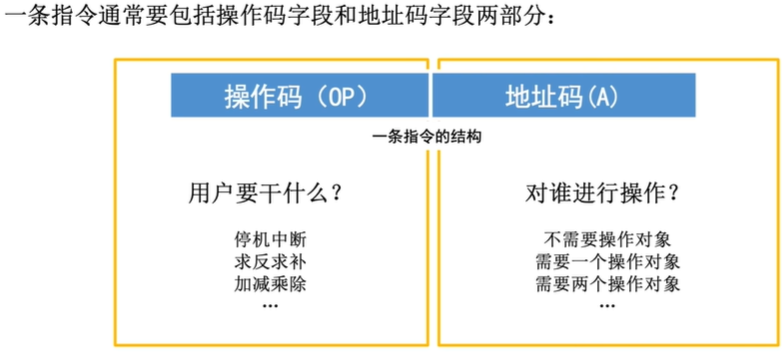 一条指令通常要包括操作码字段和地址码字段两部分：
操作码（OP） 地址码(A)
一条指令的结构
用户要干什么？ 对谁进行操作？
停机中断 不需要操作对象
求反求补 需要一个操作对象
加减乘除 需要两个操作对象
… …